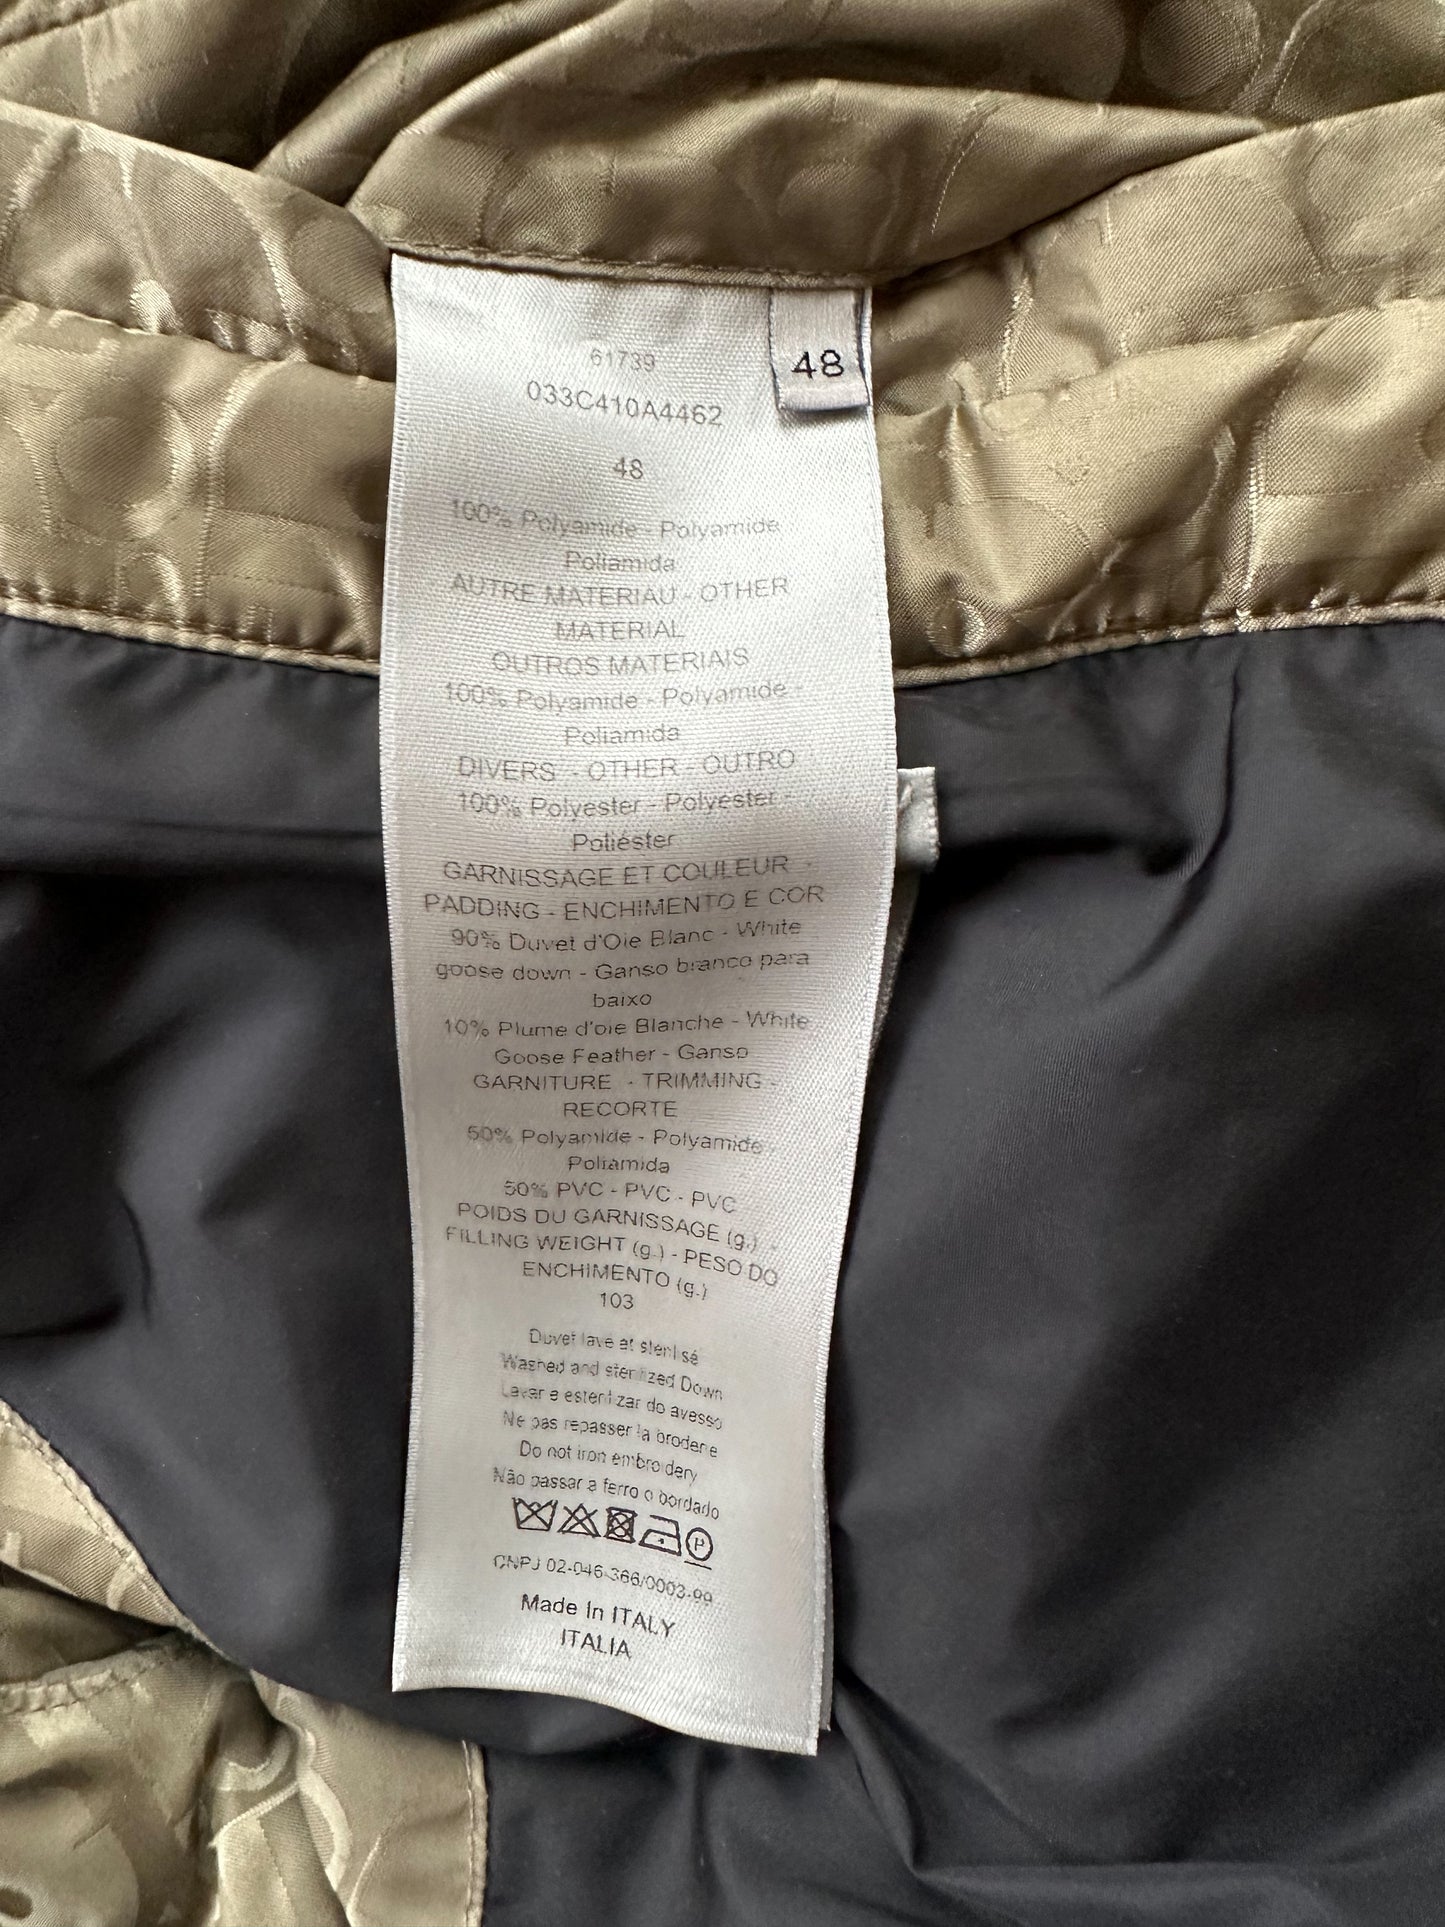 48
61739
033C410A4462
48
100% Polyamide - Polyamide
Poliamida
AUTRE MATERIAU - OTHER
MATERIAL
OUTROS MATERIAIS
100% Polyamide - Polyamide -
Poliamida
DIVERS - OTHER - OUTRO
100% Polyester - Polyester -
Poliéster
GARNISSAGE ET COULEUR -
PADDING - ENCHIMENTO E COR
90% Duvet d'Oie Blanc - White
goose down - Ganso branco para
baixo
10% Plume d'oie Blanche - White
Goose Feather - Ganso
GARNITURE - TRIMMING -
RECORTE
50% Polyamide - Polyamide -
Poliamida
50% PVC - PVC - PVC
POIDS DU GARNISSAGE (g.) -
FILLING WEIGHT (g.) - PESO DO
ENCHIMENTO (g.)
103
Duvet lavé et stérilisé
Washed and sterilized Down
Lavar e esterilizar do avesso
Ne pas repasser la broderie
Do not iron embroidery
Não passar a ferro o bordado
P
CNPJ 02-046-366/0003-99
Made In ITALY
ITALIA